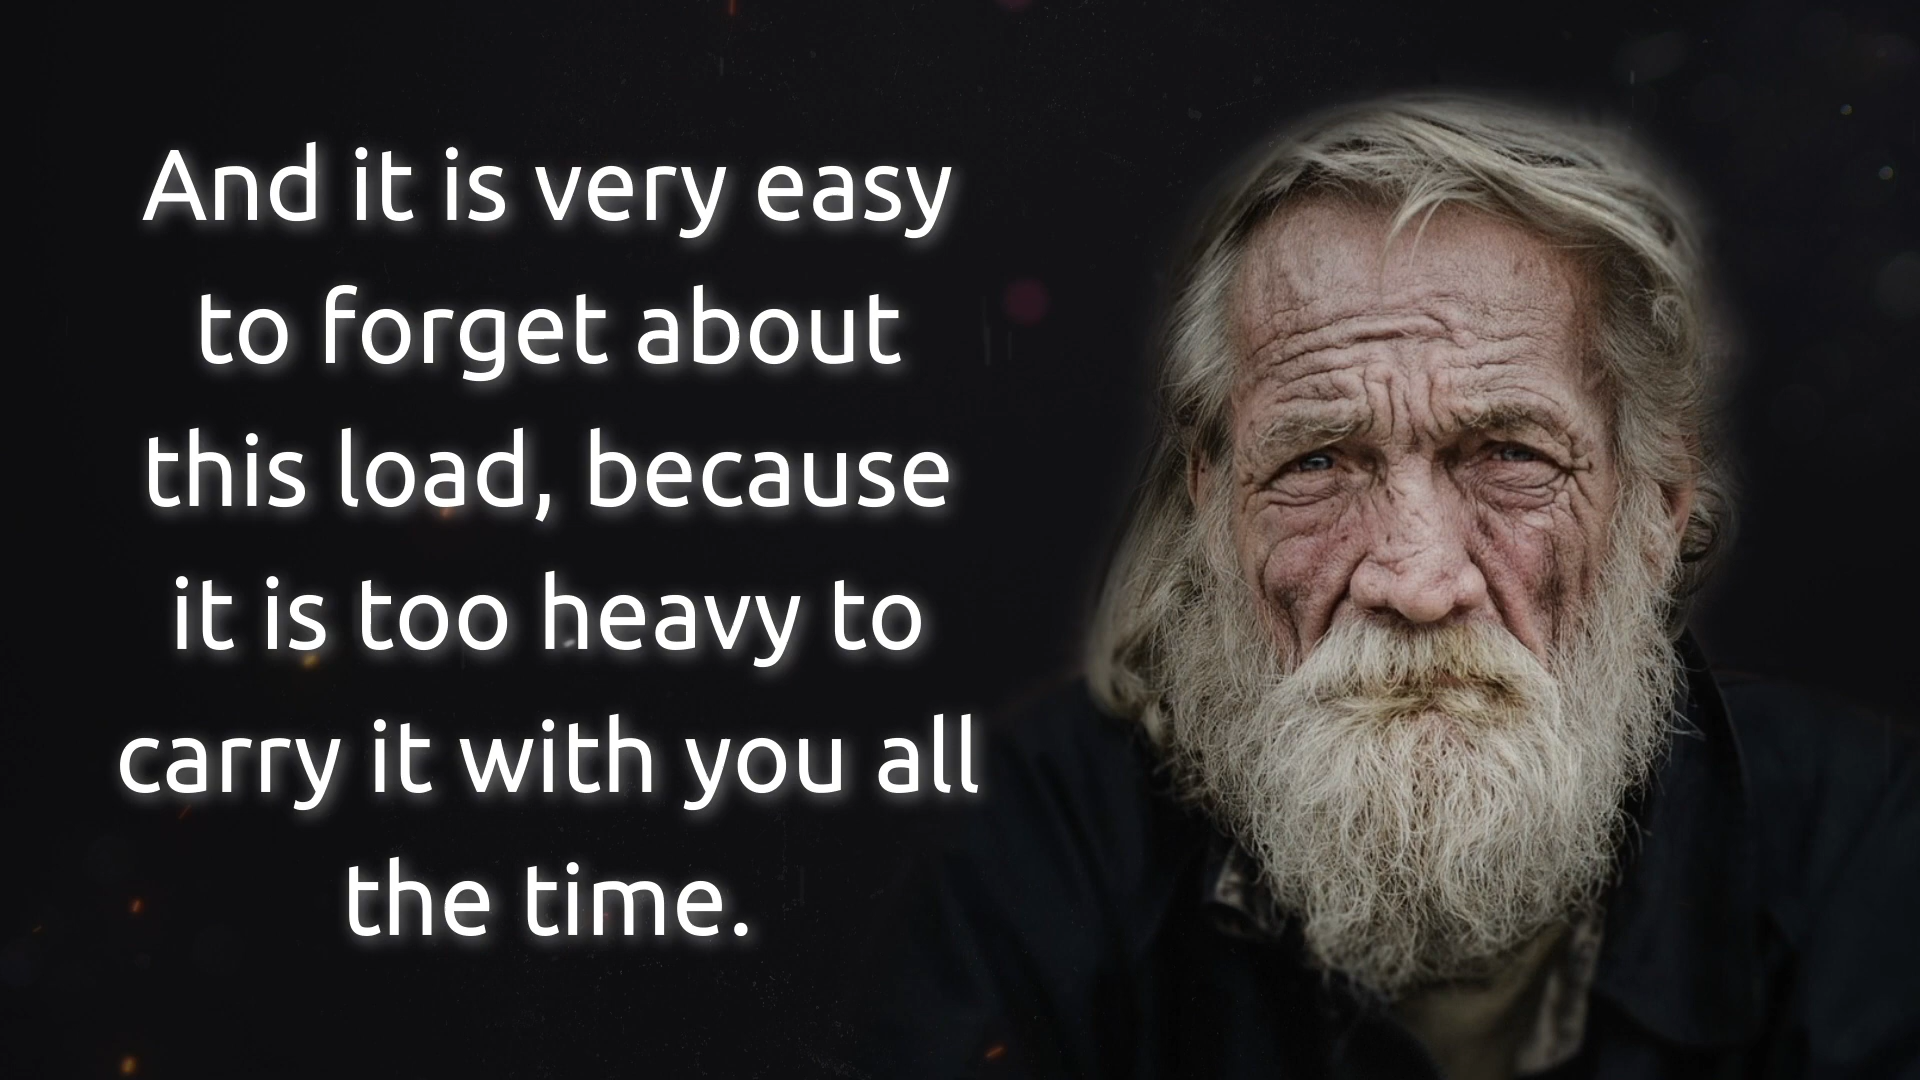 And it is very easy
to forget about
this load, because
it is too heavy to
carry it with you all
the time.